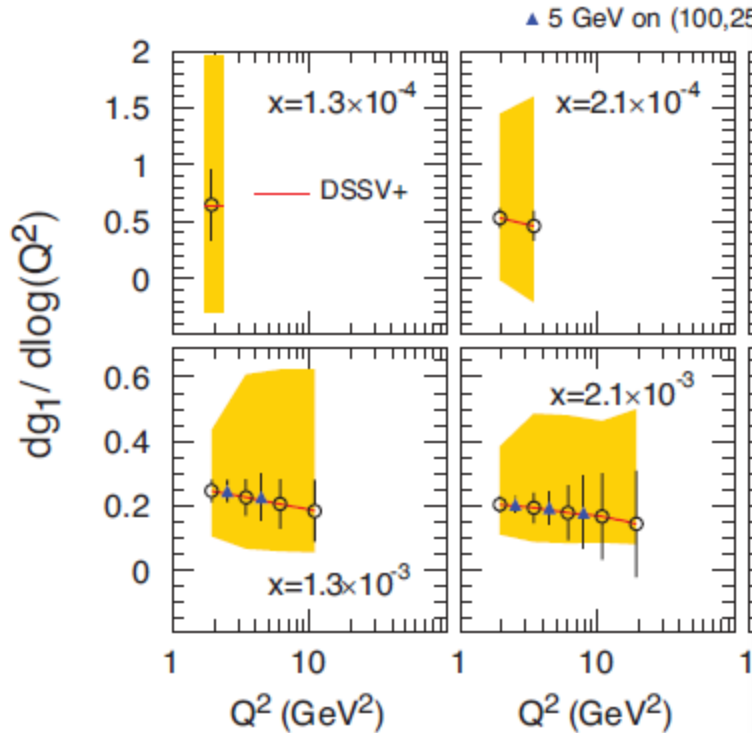 ▲ 5 GeV on (100,25
dg₁/ dlog(Q²)
2
1.5
1
0.5
0
x=1.3×10⁻⁴
DSSV+
x=2.1×10⁻⁴
0.6
0.4
0.2
0
x=1.3×10⁻³
x=2.1×10⁻³
1 10 1 10 1
Q² (GeV²) Q² (GeV²)